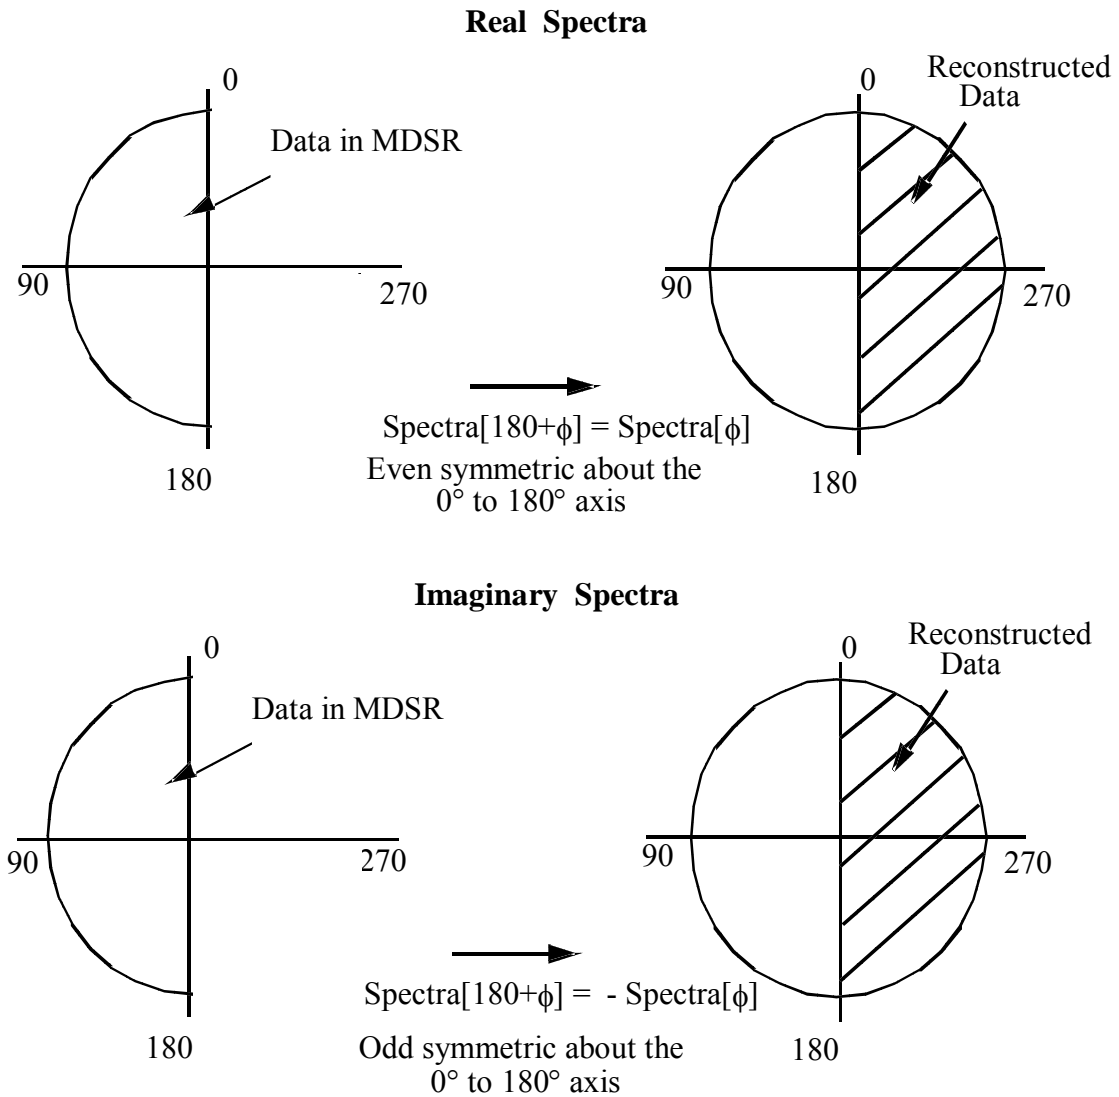 Real Spectra
0
Data in MDSR
90
270
180
0
Reconstructed
Data
90
270
180
Spectra[180+ϕ] = Spectra[ϕ]
Even symmetric about the
0° to 180° axis
Imaginary Spectra
0
Data in MDSR
90
270
180
0
Reconstructed
Data
90
270
180
Spectra[180+ϕ] = - Spectra[ϕ]
Odd symmetric about the
0° to 180° axis